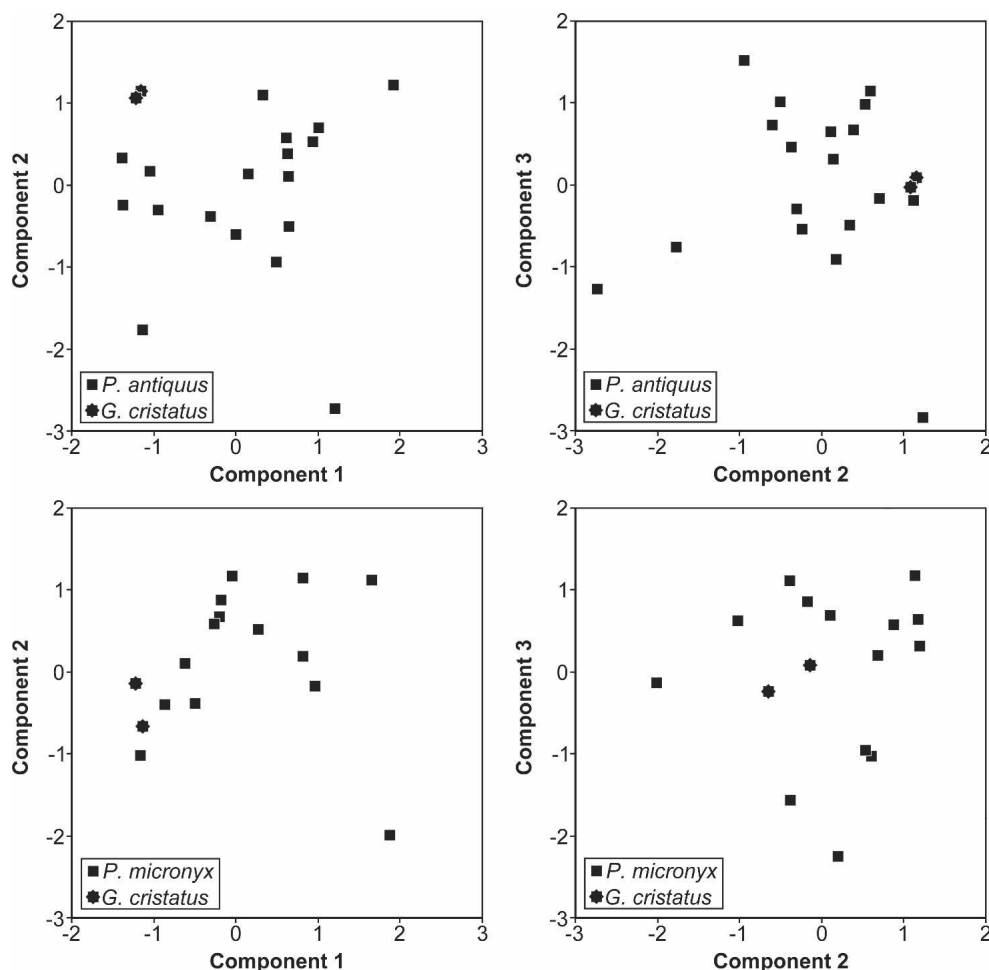 2
1
0
-1
-2
-3
Component 2
P. antiquus
G. cristatus
-2 -1 0 1 2 3
Component 1
2
1
0
-1
-2
-3
Component 3
P. antiquus
G. cristatus
-3 -2 -1 0 1 2
Component 2
2
1
0
-1
-2
-3
Component 2
P. micronyx
G. cristatus
-2 -1 0 1 2 3
Component 1
2
1
0
-1
-2
-3
Component 3
P. micronyx
G. cristatus
-3 -2 -1 0 1 2
Component 2